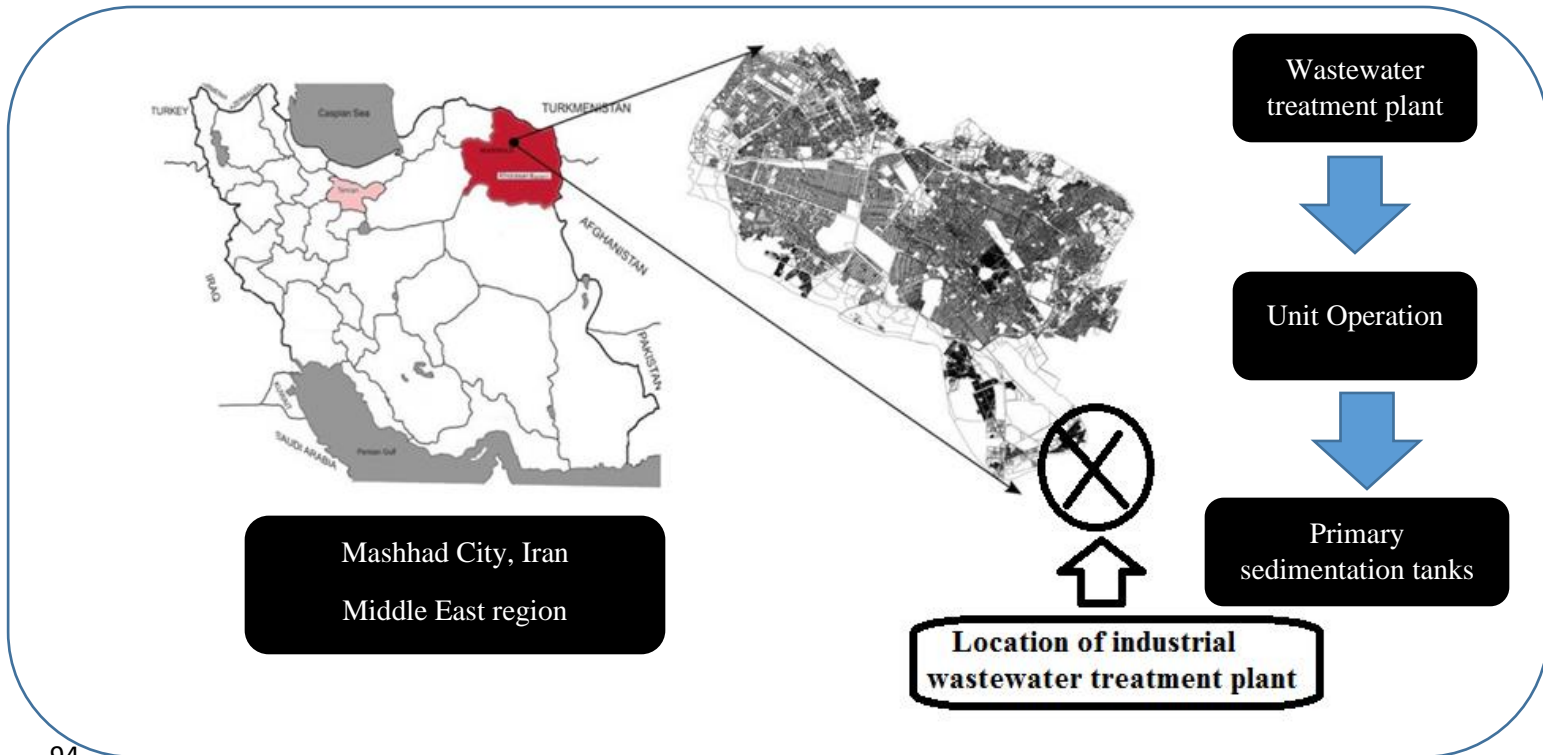 TURKEY
Caspian Sea
TURKMENISTAN
Tehran
AFGHANISTAN
IRAQ
PAKISTAN
KUWAIT
SAUDI ARABIA
Persian Gulf
Mashhad City, Iran
Middle East region
Location of industrial
wastewater treatment plant
Wastewater
treatment plant
Unit Operation
Primary
sedimentation tanks
94